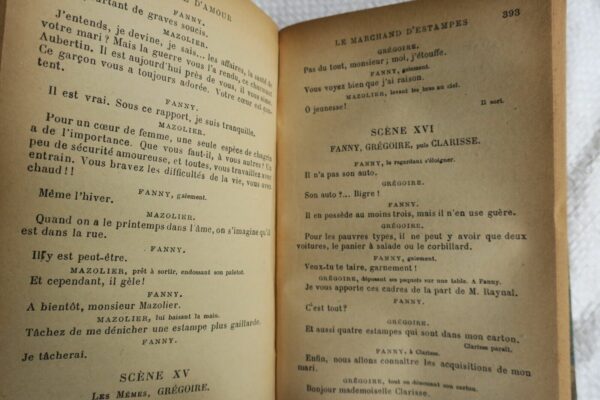 E D'AMOUR
FANNY.
ourtant de graves soucis.
MAZOLIER.
J'entends, je devine, je sais... les affaires, la santé de
votre mari? Mais la guerre vous l'a rendu, ce charmant
Aubertin. Il est aujourd'hui près de vous, il vous aime.
Ce garçon vous a toujours adorée. Votre cœur est con-
tent.
FANNY.
Il est vrai. Sous ce rapport, je suis tranquille.
MAZOLIER.
Pour un cœur de femme, une seule espèce de chagrin
a de l'importance. Que vous faut-il, à vous autres? Un
peu de sécurité amoureuse, et toutes, vous travaillez avec
entrain. Vous bravez les difficultés de la vie, vous avez
chaud!!
FANNY, gaiement.
Même l'hiver.
MAZOLIER.
Quand on a le printemps dans l'âme, on s'imagine qu'il
est dans la rue.
FANNY.
Il y est peut-être.
MAZOLIER, prêt à sortir, endossant son paletot.
Et cependant, il gèle!
FANNY.
A bientôt, monsieur Mazolier.
MAZOLIER, lui baisant la main.
Tâchez de me dénicher une estampe plus gaillarde.
FANNY.
Je tâcherai.
SCÈNE XV
LES MÊMES, GRÉGOIRE.
LE MARCHAND D'ESTAMPES 393
GRÉGOIRE.
Pas du tout, monsieur; moi, j'étouffe.
FANNY, gaiement.
Vous voyez bien que j'ai raison.
MAZOLIER, levant les bras au ciel.
O jeunesse!
Il sort.
SCÈNE XVI
FANNY, GRÉGOIRE, puis CLARISSE.
FANNY, le regardant s'éloigner.
Il n'a pas son auto.
GRÉGOIRE.
Son auto?... Bigre!
FANNY.
Il en possède au moins trois, mais il n'en use guère.
GRÉGOIRE.
Pour les pauvres types, il ne peut y avoir que deux
voitures, le panier à salade ou le corbillard.
FANNY, gaiement.
Veux-tu te taire, garnement!
GRÉGOIRE, déposant ses paquets sur une table. A Fanny.
Je vous apporte ces cadres de la part de M. Raynal.
FANNY.
C'est tout?
GRÉGOIRE.
Et aussi quatre estampes qui sont dans mon carton.
Clarisse paraît.
FANNY, à Clarisse.
Enfin, nous allons connaître les acquisitions de mon
mari.
GRÉGOIRE, tout en dénouant son carton.
Bonjour mademoiselle Clarisse.